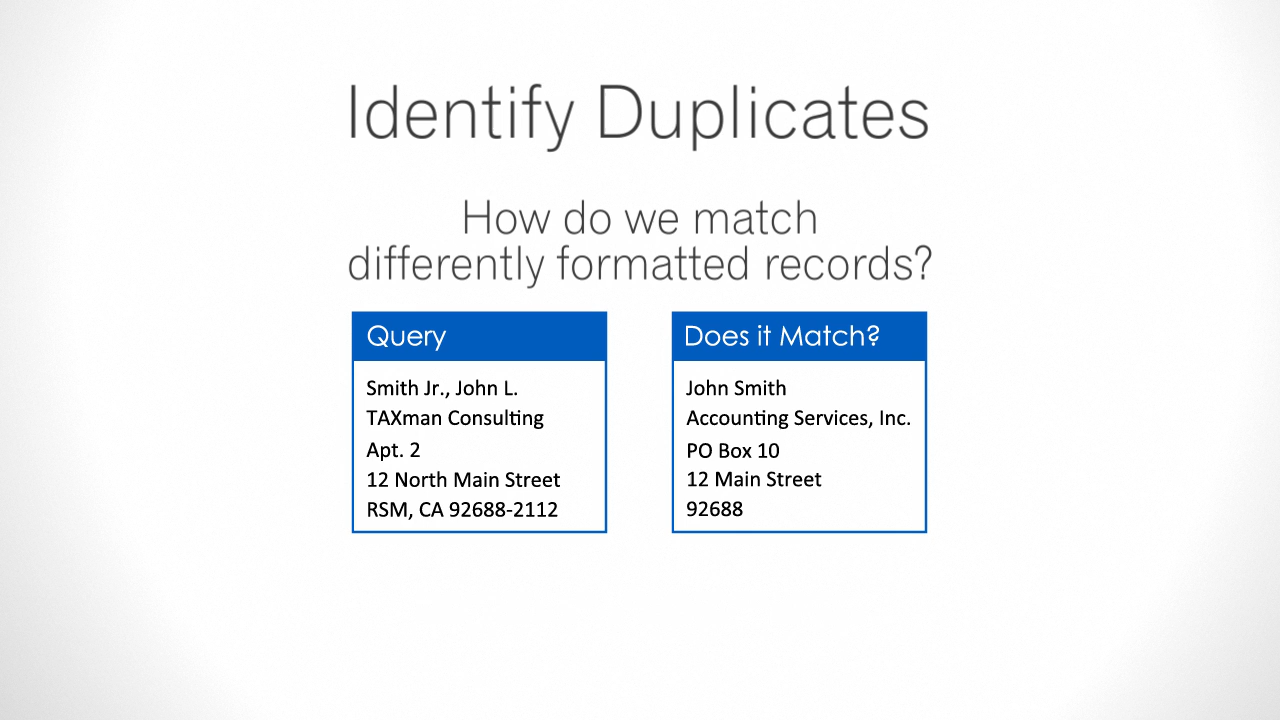 Identify Duplicates
How do we match
differently formatted records?
Query
Smith Jr., John L.
TAXman Consulting
Apt. 2
12 North Main Street
RSM, CA 92688-2112
Does it Match?
John Smith
Accounting Services, Inc.
PO Box 10
12 Main Street
92688